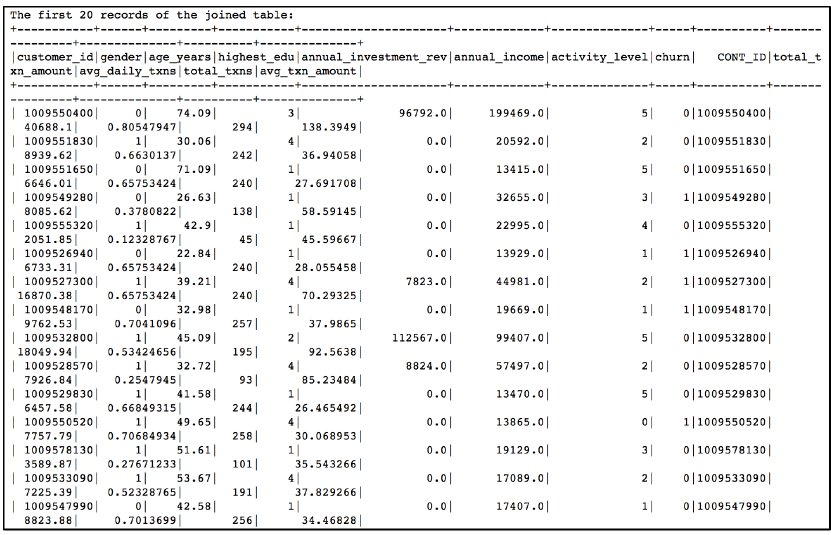 The first 20 records of the joined table:
+-----------+------+---------+-----------+---------------------+-------------+--------------+-----+----------+-------
---------+--------------+----------+--------------+
|customer_id|gender|age_years|highest_edu|annual_investment_rev|annual_income|activity_level|churn|   CONT_ID|total_t
xn_amount|avg_daily_txns|total_txns|avg_txn_amount|
+-----------+------+---------+-----------+---------------------+-------------+--------------+-----+----------+-------
---------+--------------+----------+--------------+
| 1009550400|     0|    74.09|          3|              96792.0|     199469.0|             5|    0|1009550400|
 40688.1|    0.80547947|       294|      138.3949|
| 1009551830|     1|    30.06|          4|                  0.0|      20592.0|             2|    0|1009551830|
 8939.62|     0.6630137|       242|      36.94058|
| 1009551650|     0|    71.09|          1|                  0.0|      13415.0|             5|    0|1009551650|
 6646.01|    0.65753424|       240|     27.691708|
| 1009549280|     0|    26.63|          1|                  0.0|      32655.0|             3|    1|1009549280|
 8085.62|     0.3780822|       138|      58.59145|
| 1009555320|     1|     42.9|          1|                  0.0|      22995.0|             4|    0|1009555320|
 2051.85|    0.12328767|        45|      45.59667|
| 1009526940|     0|    22.84|          1|                  0.0|      13929.0|             1|    1|1009526940|
 6733.31|    0.65753424|       240|     28.055458|
| 1009527300|     1|    39.21|          4|               7823.0|      44981.0|             2|    1|1009527300|
16870.38|    0.65753424|       240|      70.29325|
| 1009548170|     0|    32.98|          1|                  0.0|      19669.0|             1|    1|1009548170|
 9762.53|     0.7041096|       257|       37.9865|
| 1009532800|     1|    45.09|          2|             112567.0|      99407.0|             5|    0|1009532800|
18049.94|    0.53424656|       195|       92.5638|
| 1009528570|     1|    32.72|          4|               8824.0|      57497.0|             2|    0|1009528570|
 7926.84|     0.2547945|        93|      85.23484|
| 1009529830|     1|    41.58|          1|                  0.0|      13470.0|             5|    0|1009529830|
 6457.58|    0.66849315|       244|     26.465492|
| 1009550520|     1|    49.65|          4|                  0.0|      13865.0|             0|    1|1009550520|
 7757.79|    0.70684934|       258|     30.068953|
| 1009578130|     1|    51.61|          1|                  0.0|      19129.0|             3|    0|1009578130|
 3589.87|    0.27671233|       101|     35.543266|
| 1009533090|     1|    53.67|          4|                  0.0|      17089.0|             2|    0|1009533090|
 7225.39|    0.52328765|       191|     37.829266|
| 1009547990|     0|    42.58|          1|                  0.0|      17407.0|             1|    0|1009547990|
 8823.88|     0.7013699|       256|      34.46828|